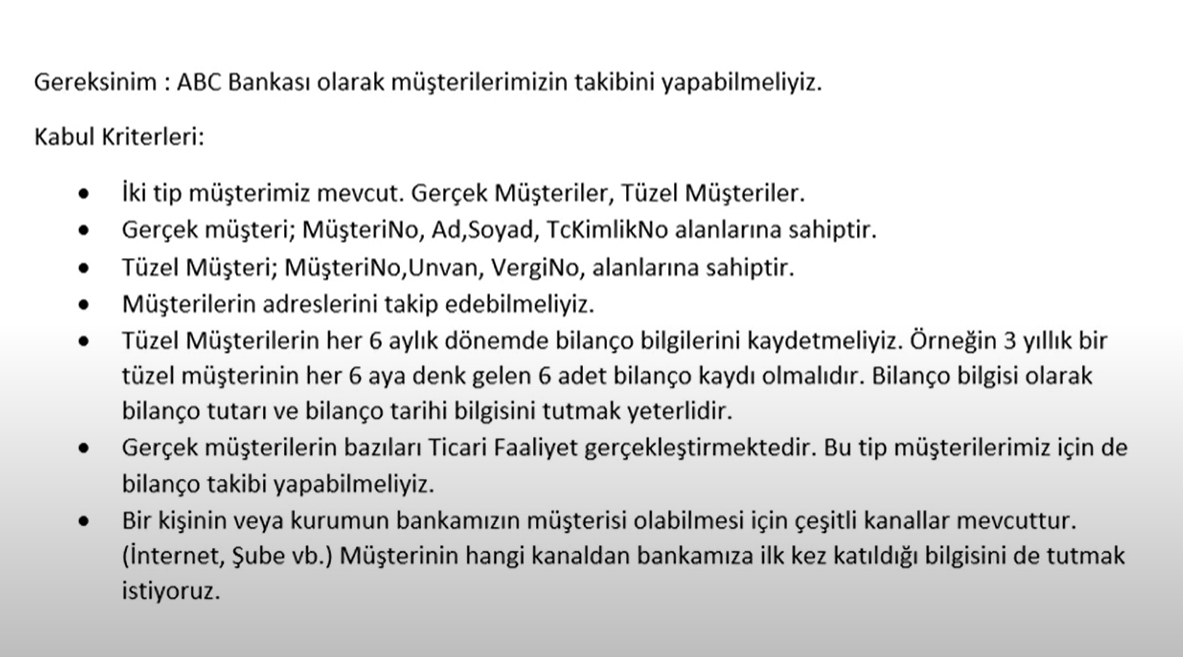 Gereksinim : ABC Bankası olarak müşterilerimizin takibini yapabilmeliyiz.
Kabul Kriterleri:
• İki tip müşterimiz mevcut. Gerçek Müşteriler, Tüzel Müşteriler.
• Gerçek müşteri; MüşteriNo, Ad,Soyad, TcKimlikNo alanlarına sahiptir.
• Tüzel Müşteri; MüşteriNo,Unvan, VergiNo, alanlarına sahiptir.
• Müşterilerin adreslerini takip edebilmeliyiz.
• Tüzel Müşterilerin her 6 aylık dönemde bilanço bilgilerini kaydetmeliyiz. Örneğin 3 yıllık bir
tüzel müşterinin her 6 aya denk gelen 6 adet bilanço kaydı olmalıdır. Bilanço bilgisi olarak
bilanço tutarı ve bilanço tarihi bilgisini tutmak yeterlidir.
• Gerçek müşterilerin bazıları Ticari Faaliyet gerçekleştirmektedir. Bu tip müşterilerimiz için de
bilanço takibi yapabilmeliyiz.
• Bir kişinin veya kurumun bankamızın müşterisi olabilmesi için çeşitli kanallar mevcuttur.
(İnternet, Şube vb.) Müşterinin hangi kanaldan bankamıza ilk kez katıldığı bilgisini de tutmak
istiyoruz.